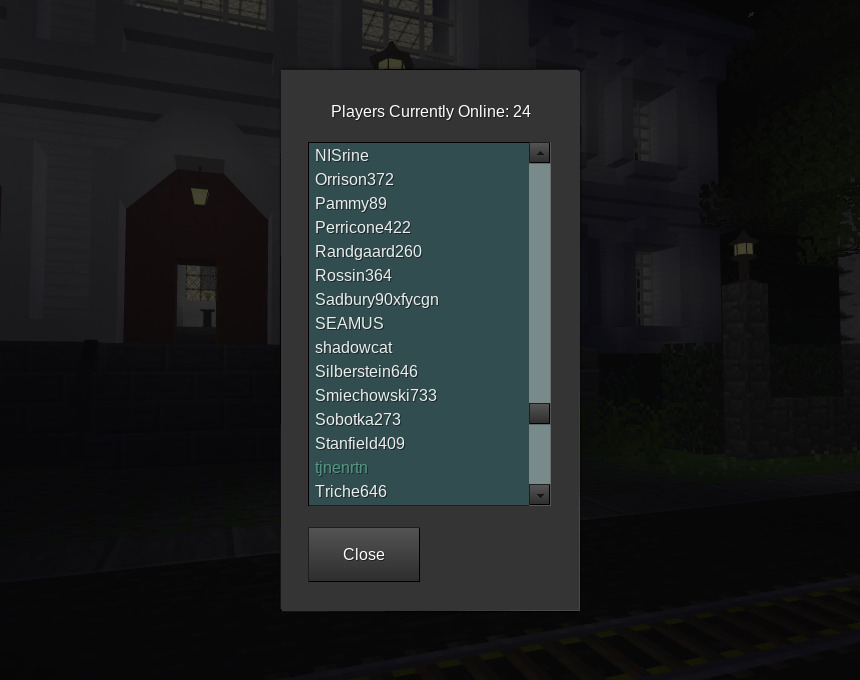 Players Currently Online: 24
NISrine
Orrison372
Pammy89
Perricone422
Randgaard260
Rossin364
Sadbury90xfycgn
SEAMUS
shadowcat
Silberstein646
Smiechowski733
Sobotka273
Stanfield409
tjnenrtn
Triche646
Close